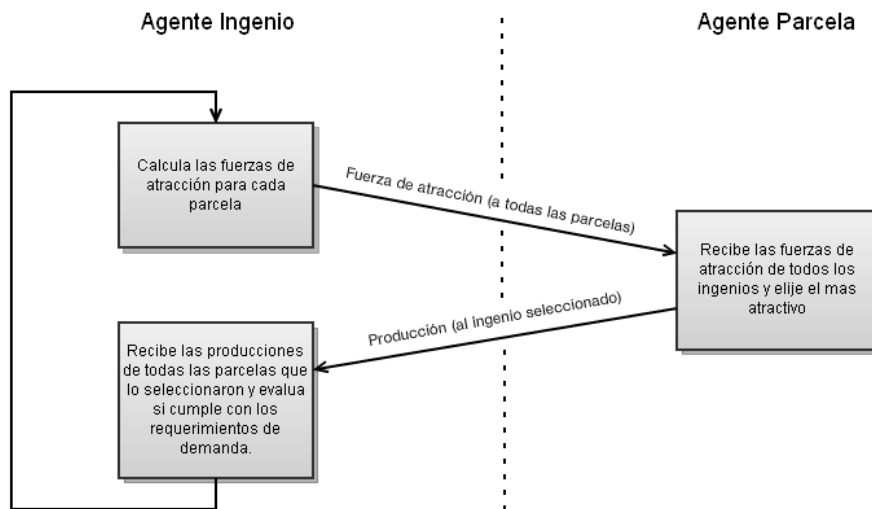 Agente Ingenio
Agente Parcela
Calcula las fuerzas de
atracción para cada
parcela
Fuerza de atracción (a todas las parcelas)
Recibe las fuerzas de
atracción de todos los
ingenios y elije el mas
atractivo
Producción (al ingenio seleccionado)
Recibe las producciones
de todas las parcelas que
lo seleccionaron y evalua
si cumple con los
requerimientos de
demanda.